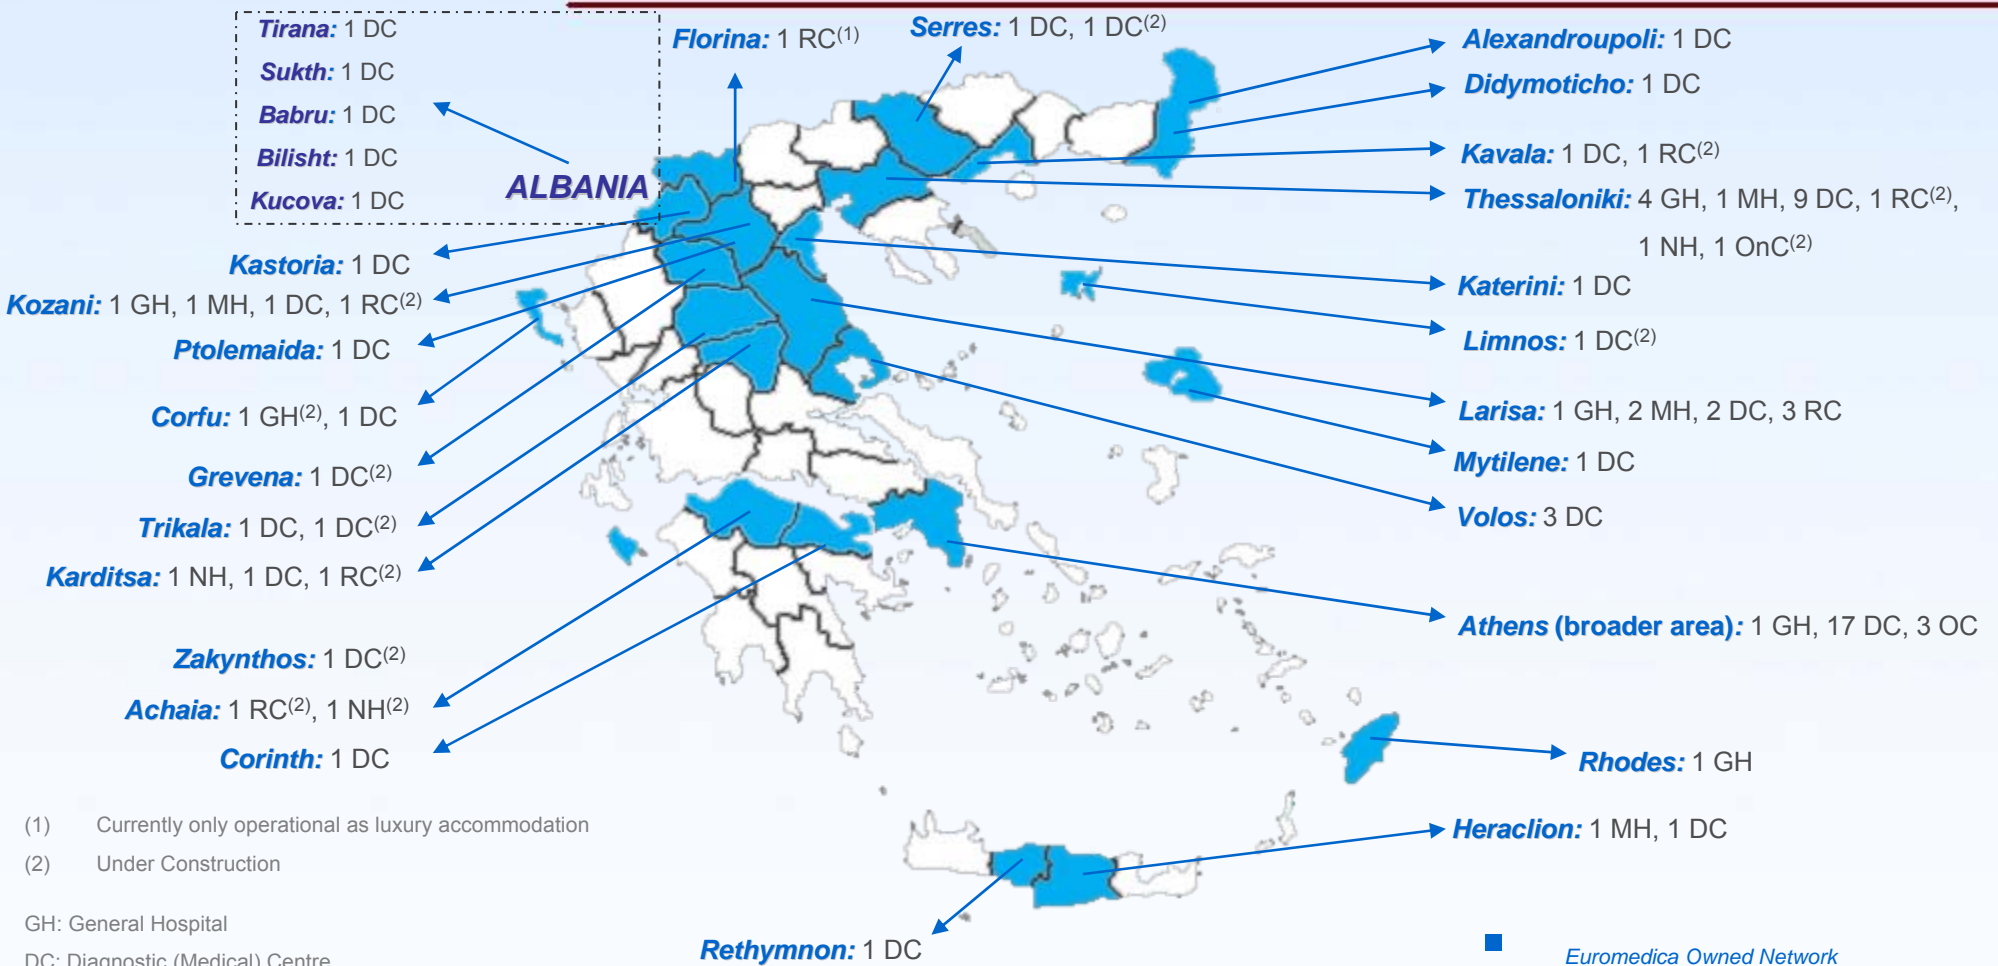 Tirana: 1 DC
Sukth: 1 DC
Babru: 1 DC
Bilisht: 1 DC
Kucova: 1 DC
ALBANIA
Florina: 1 RC(1)
Serres: 1 DC, 1 DC(2)
Alexandroupoli: 1 DC
Didymoticho: 1 DC
Kavala: 1 DC, 1 RC(2)
Thessaloniki: 4 GH, 1 MH, 9 DC, 1 RC(2),
1 NH, 1 OnC(2)
Katerini: 1 DC
Limnos: 1 DC(2)
Larisa: 1 GH, 2 MH, 2 DC, 3 RC
Mytilene: 1 DC
Volos: 3 DC
Athens (broader area): 1 GH, 17 DC, 3 OC
Rhodes: 1 GH
Heraclion: 1 MH, 1 DC
Kastoria: 1 DC
Kozani: 1 GH, 1 MH, 1 DC, 1 RC(2)
Ptolemaida: 1 DC
Corfu: 1 GH(2), 1 DC
Grevena: 1 DC(2)
Trikala: 1 DC, 1 DC(2)
Karditsa: 1 NH, 1 DC, 1 RC(2)
Zakynthos: 1 DC(2)
Achaia: 1 RC(2), 1 NH(2)
Corinth: 1 DC
Rethymnon: 1 DC
(1) Currently only operational as luxury accommodation
(2) Under Construction
GH: General Hospital
DC: Diagnostic (Medical) Centre
Euromedica Owned Network